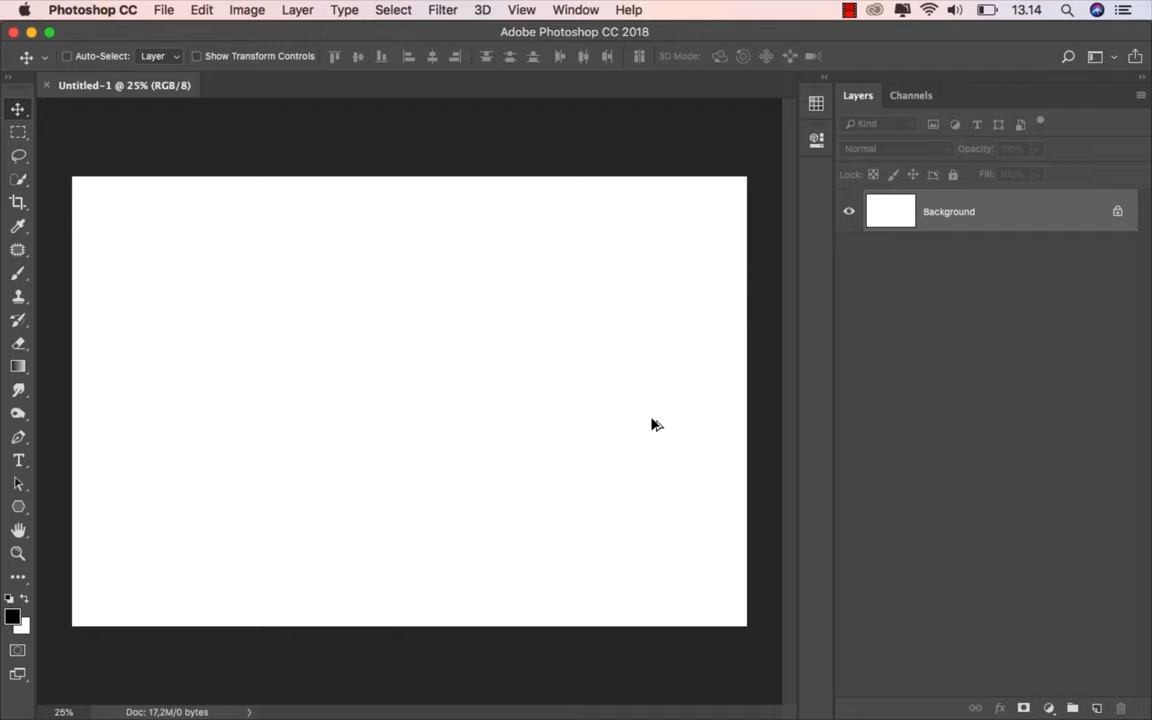 Photoshop CC File Edit Image Layer Type Select Filter 3D View Window Help 13.14
Adobe Photoshop CC 2018
Auto-Select: Layer Show Transform Controls 3D Mode:
Untitled-1 @ 25% (RGB/8)
Layers Channels
Kind
Normal Opacity: 100%
Lock: Fill: 100%
Background
25% Doc: 17,2M/0 bytes